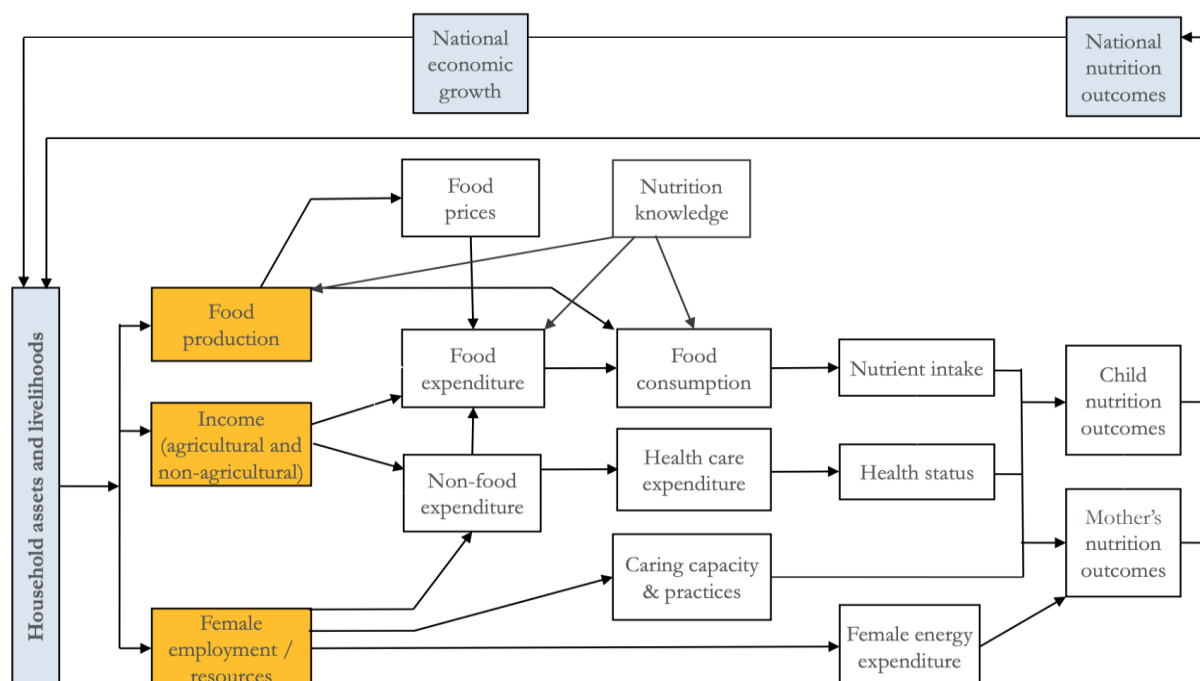 National
economic
growth
National
nutrition
outcomes
Food
prices
Nutrition
knowledge
Household assets and livelihoods
Food
production
Food
expenditure
Food
consumption
Nutrient intake
Child
nutrition
outcomes
Income
(agricultural and
non-agricultural)
Non-food
expenditure
Health care
expenditure
Health status
Mother’s
nutrition
outcomes
Caring capacity
& practices
Female
employment /
resources
Female energy
expenditure